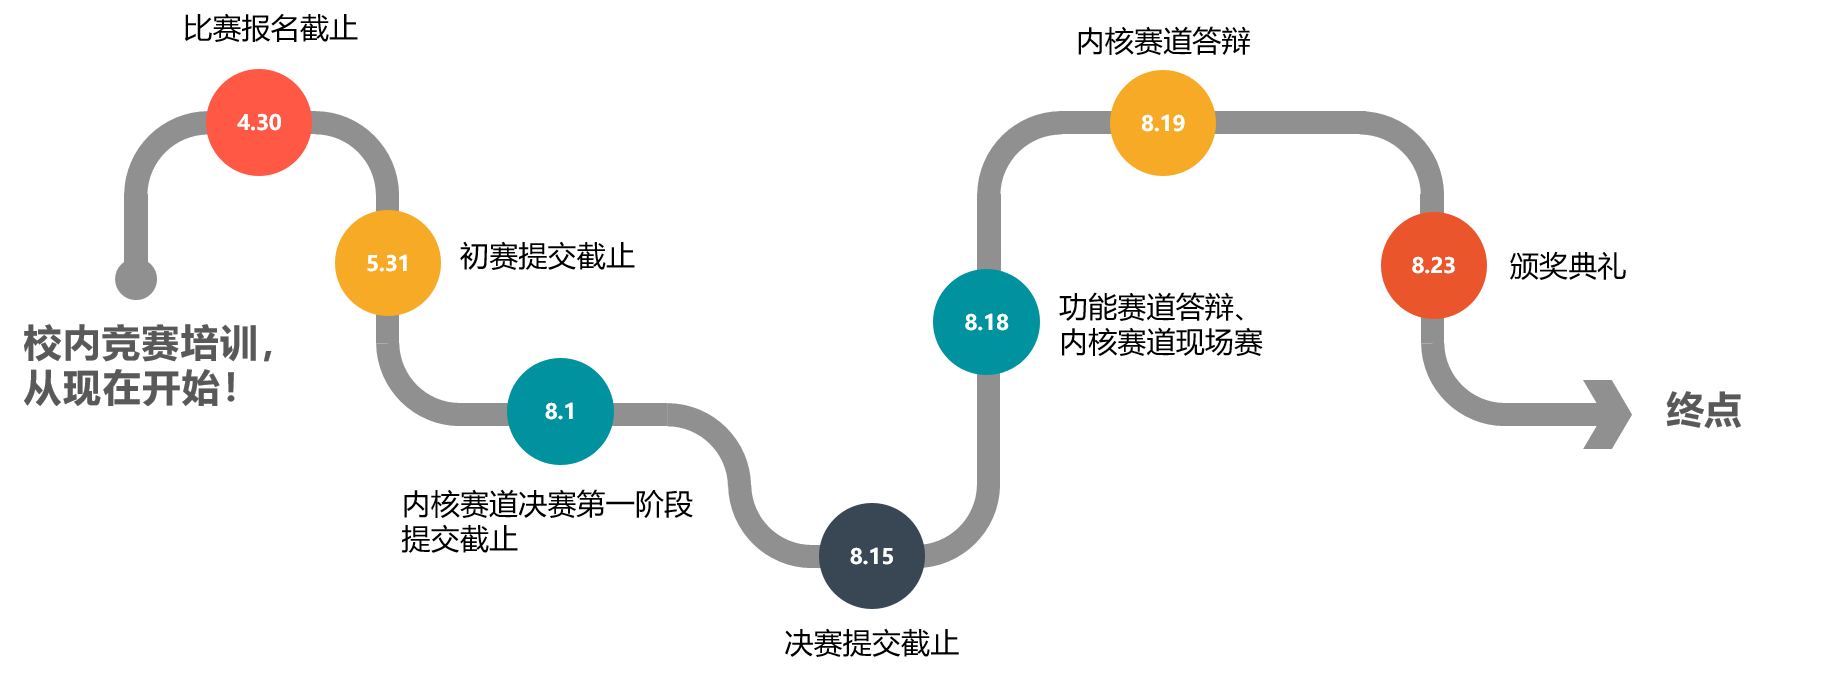 校内竞赛培训，
从现在开始！
比赛报名截止
4.30
5.31
初赛提交截止
8.1
内核赛道决赛第一阶段
提交截止
8.15
决赛提交截止
8.18
功能赛道答辩、
内核赛道现场赛
内核赛道答辩
8.19
8.23
颁奖典礼
终点